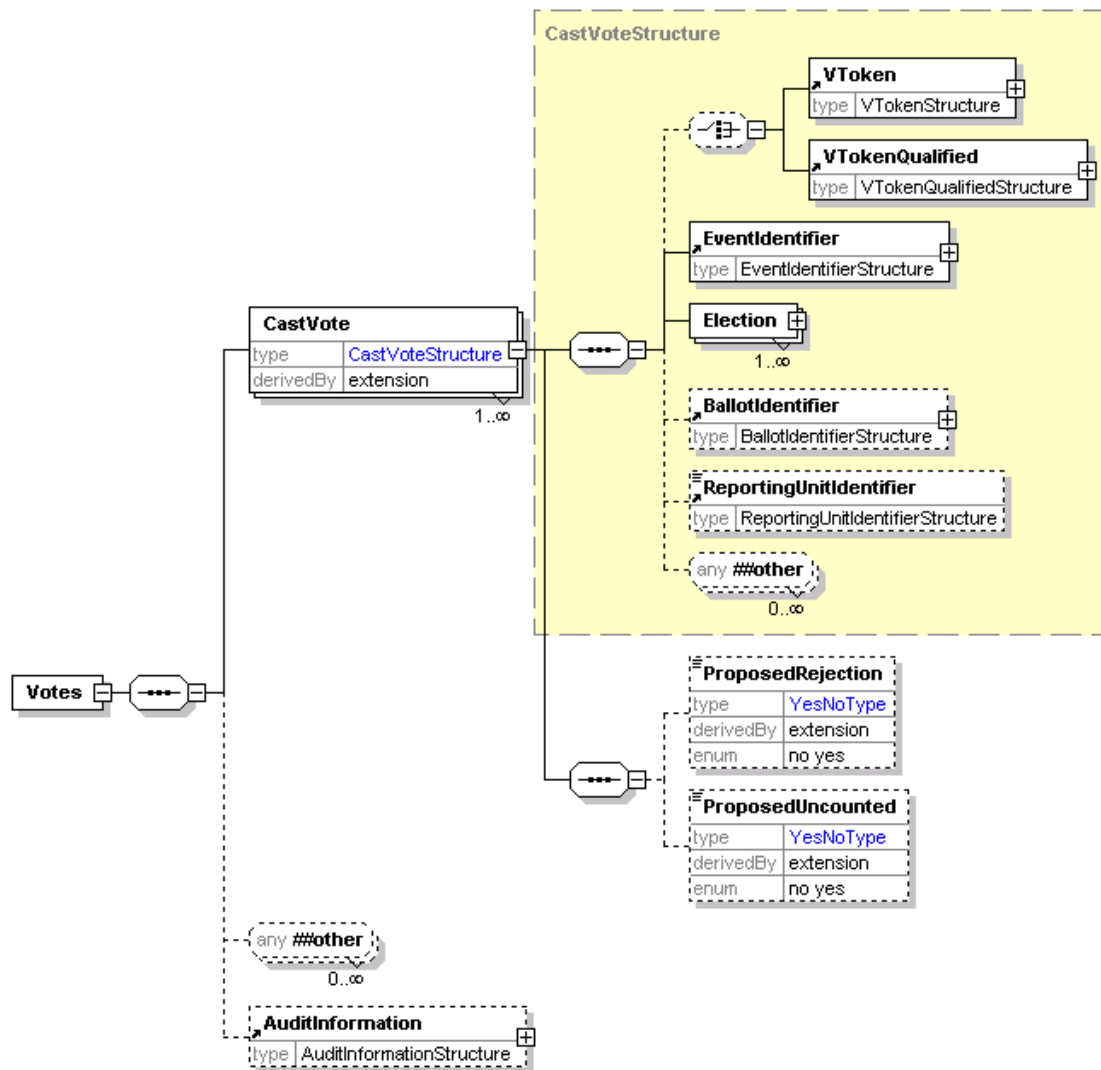 CastVoteStructure
VToken
type VTokenStructure
VTokenQualified
type VTokenQualifiedStructure
EventIdentifier
type EventIdentifierStructure
CastVote
type CastVoteStructure
derivedBy extension
1..∞
Election
1..∞
BallotIdentifier
type BallotIdentifierStructure
ReportingUnitIdentifier
type ReportingUnitIdentifierStructure
any ##other
0..∞
Votes
ProposedRejection
type YesNoType
derivedBy extension
enum no yes
ProposedUncounted
type YesNoType
derivedBy extension
enum no yes
any ##other
0..∞
AuditInformation
type AuditInformationStructure